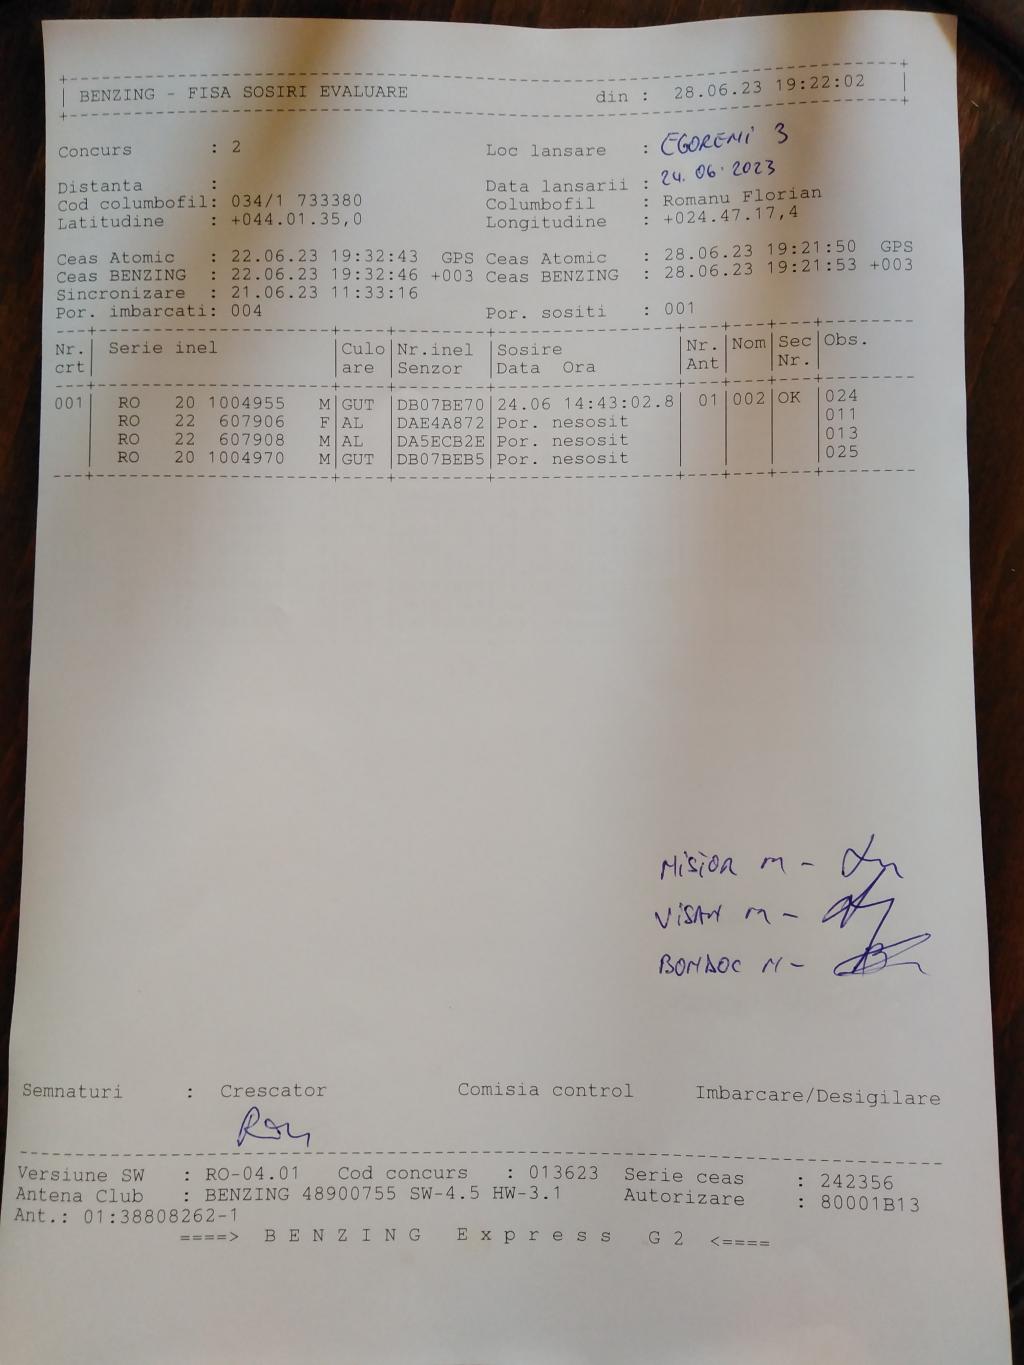 BENZING - FISA SOSIRI EVALUARE din : 28.06.23 19:22:02
Concurs : 2 Loc lansare : EGORENI 3
Distanta : Data lansarii : 24.06.2023
Cod columbofil: 034/1 733380 Columbofil : Romanu Florian
Latitudine : +044.01.35,0 Longitudine : +024.47.17,4
Ceas Atomic : 22.06.23 19:32:43 GPS Ceas Atomic : 28.06.23 19:21:50 GPS
Ceas BENZING : 22.06.23 19:32:46 +003 Ceas BENZING : 28.06.23 19:21:53 +003
Sincronizare : 21.06.23 11:33:16
Por. imbarcati: 004 Por. sositi : 001
Nr. Serie inel Culo Nr.inel Sosire Nr. Nom Sec Obs.
crt are Senzor Data Ora Ant Nr.
001 RO 20 1004955 M GUT DB07BE70 24.06 14:43:02.8 01 002 OK 024
RO 22 607906 F AL DAE4A872 Por. nesosit 011
RO 22 607908 M AL DA5ECB2E Por. nesosit 013
RO 20 1004970 M GUT DB07BEB5 Por. nesosit 025
MISIOR M -
VISAN M -
BONDOC N -
Semnaturi : Crescator Comisia control Imbarcare/Desigilare
Versiune SW : RO-04.01 Cod concurs : 013623 Serie ceas : 242356
Antena Club : BENZING 48900755 SW-4.5 HW-3.1 Autorizare : 80001B13
Ant.: 01:38808262-1
====> B E N Z I N G E x p r e s s G 2 <====